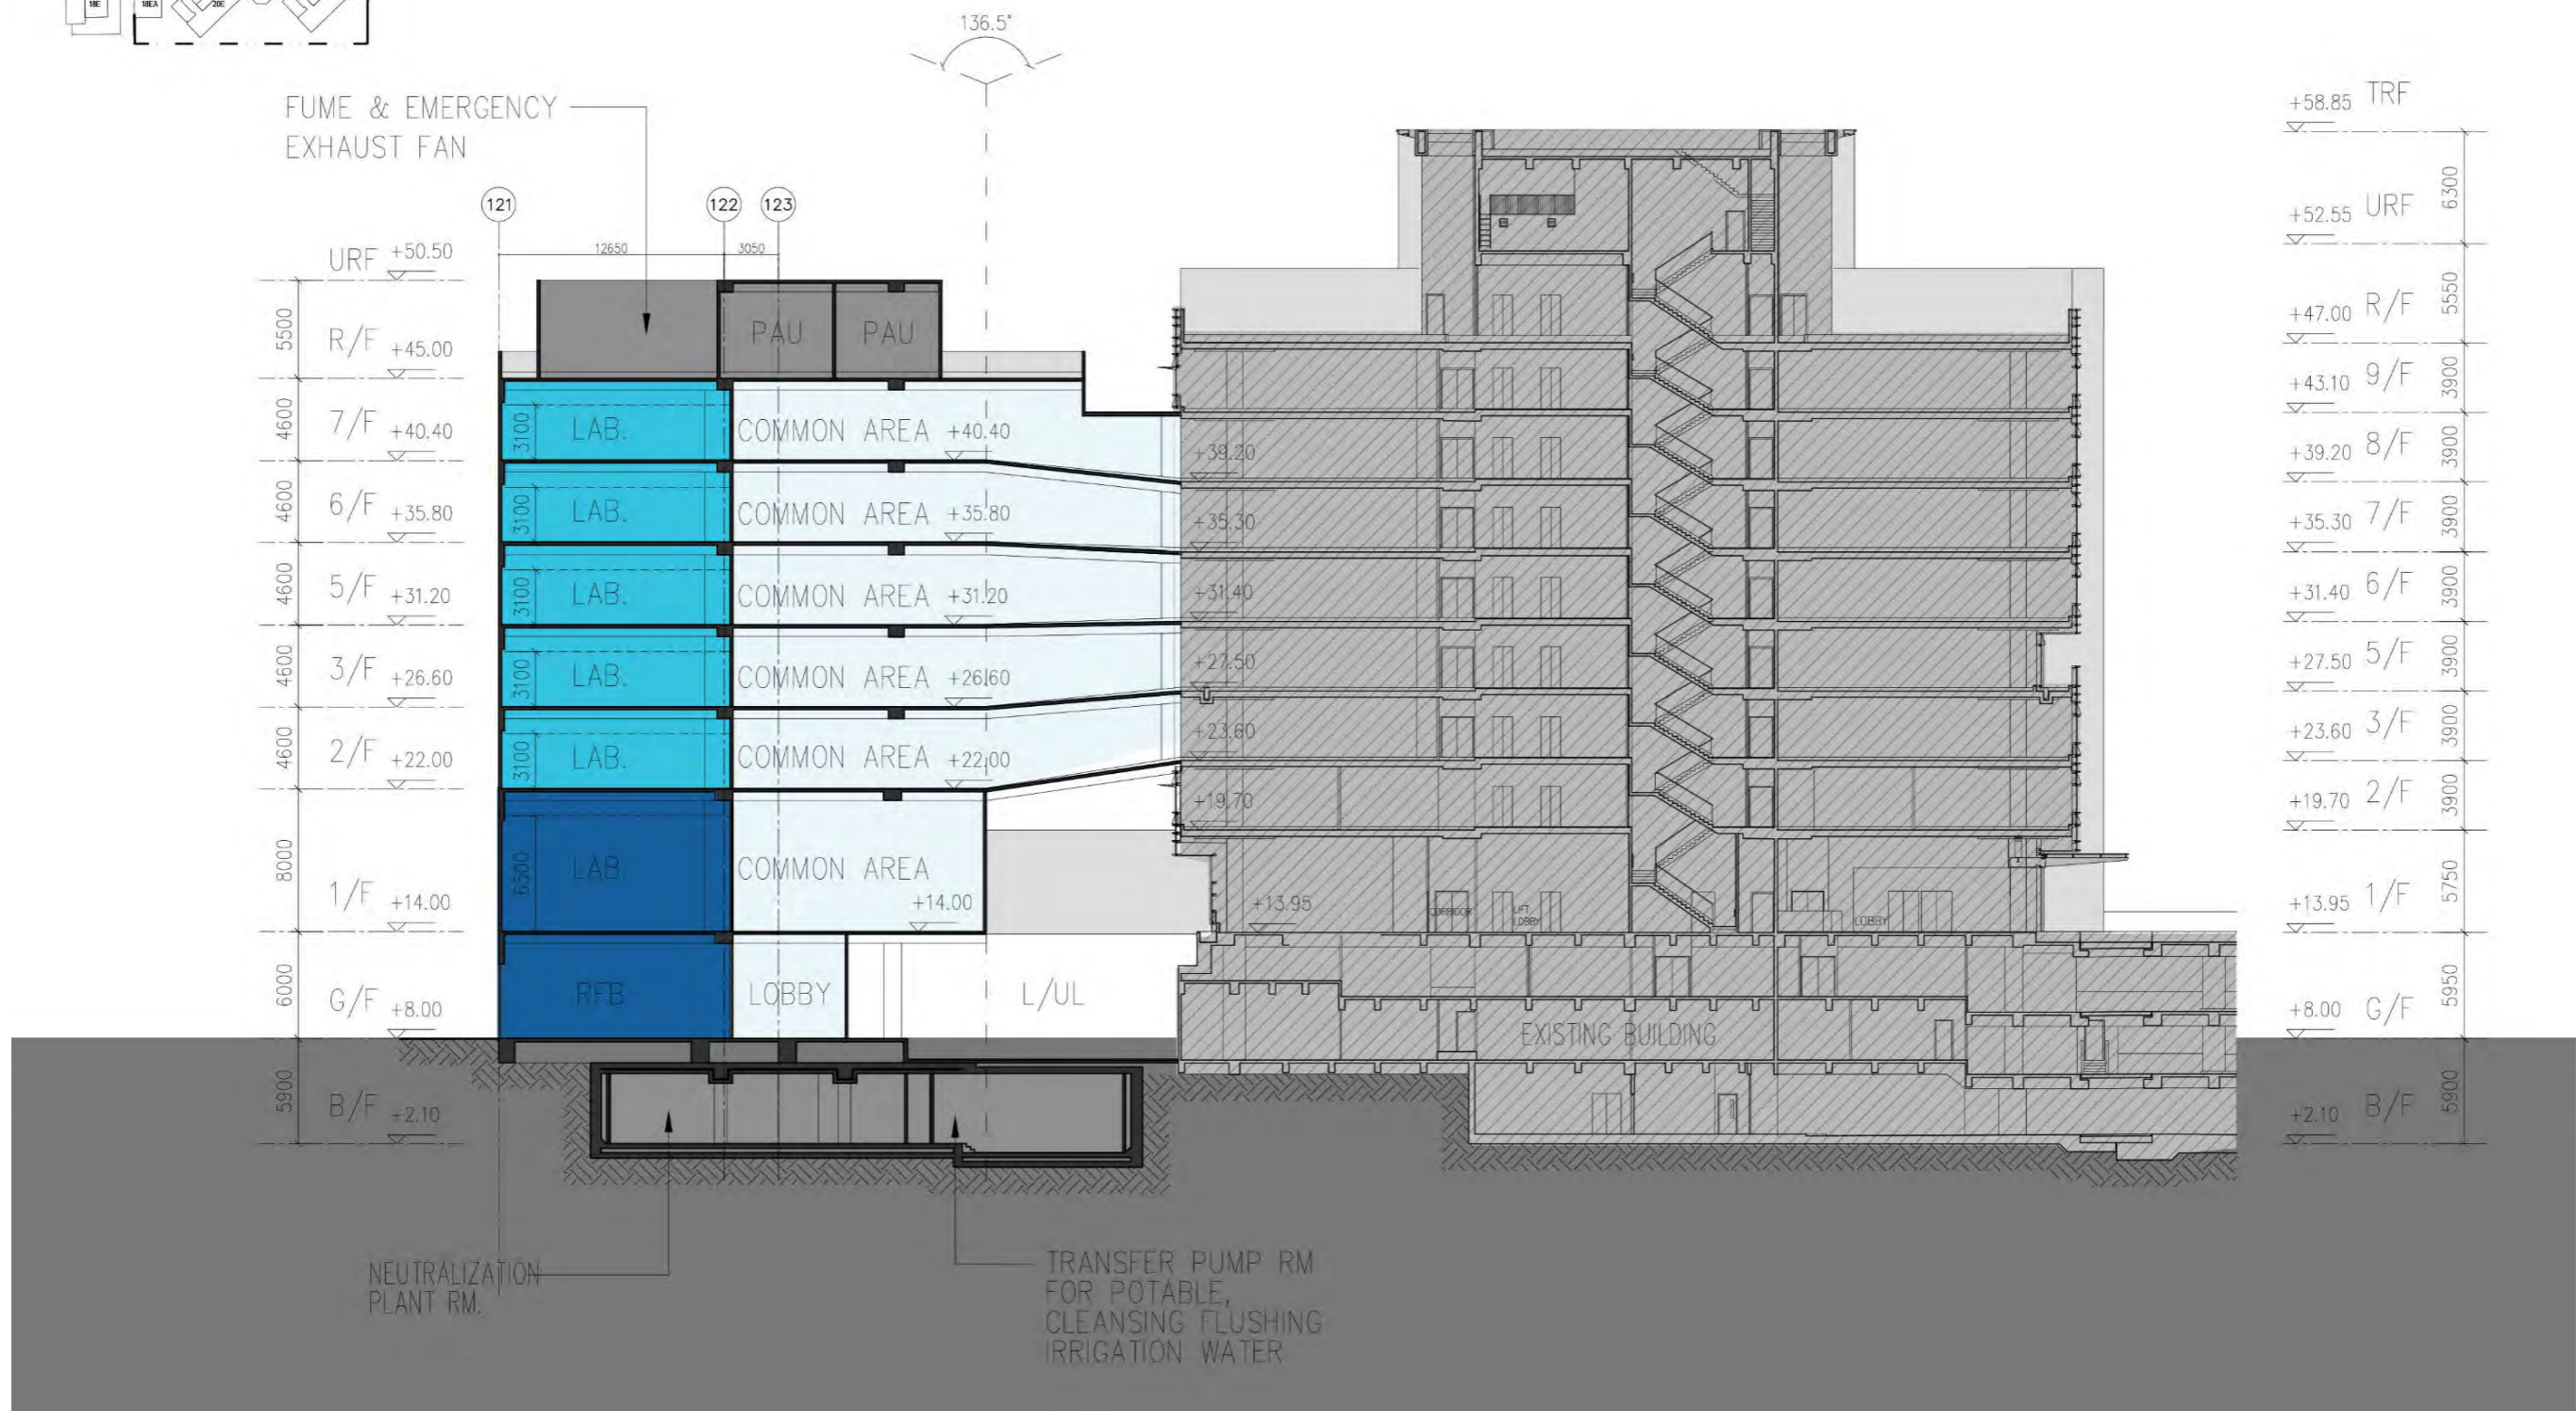 18E
18EA
20E
136.5°
FUME & EMERGENCY
EXHAUST FAN
121
122
123
12650
3050
URF +50.50
5500
PAU
PAU
R/F +45.00
4600
7/F +40.40
3100
LAB.
COMMON AREA +40.40
+39.20
4600
6/F +35.80
3100
LAB.
COMMON AREA +35.80
+35.30
4600
5/F +31.20
3100
LAB.
COMMON AREA +31.20
+31.40
4600
3/F +26.60
3100
LAB.
COMMON AREA +26.60
+27.50
4600
2/F +22.00
3100
LAB.
COMMON AREA +22.00
+23.60
+19.70
8000
1/F +14.00
6500
LAB.
COMMON AREA
+14.00
+13.95
CORRIDOR
LIFT
LOBBY
LOBBY
6000
G/F +8.00
RFB
LOBBY
L/UL
EXISTING BUILDING
5900
B/F +2.10
+58.85 TRF
6300
+52.55 URF
5550
+47.00 R/F
3900
+43.10 9/F
3900
+39.20 8/F
3900
+35.30 7/F
3900
+31.40 6/F
3900
+27.50 5/F
3900
+23.60 3/F
3900
+19.70 2/F
5750
+13.95 1/F
5950
+8.00 G/F
5900
+2.10 B/F
NEUTRALIZATION
PLANT RM.
TRANSFER PUMP RM
FOR POTABLE,
CLEANSING FLUSHING
IRRIGATION WATER